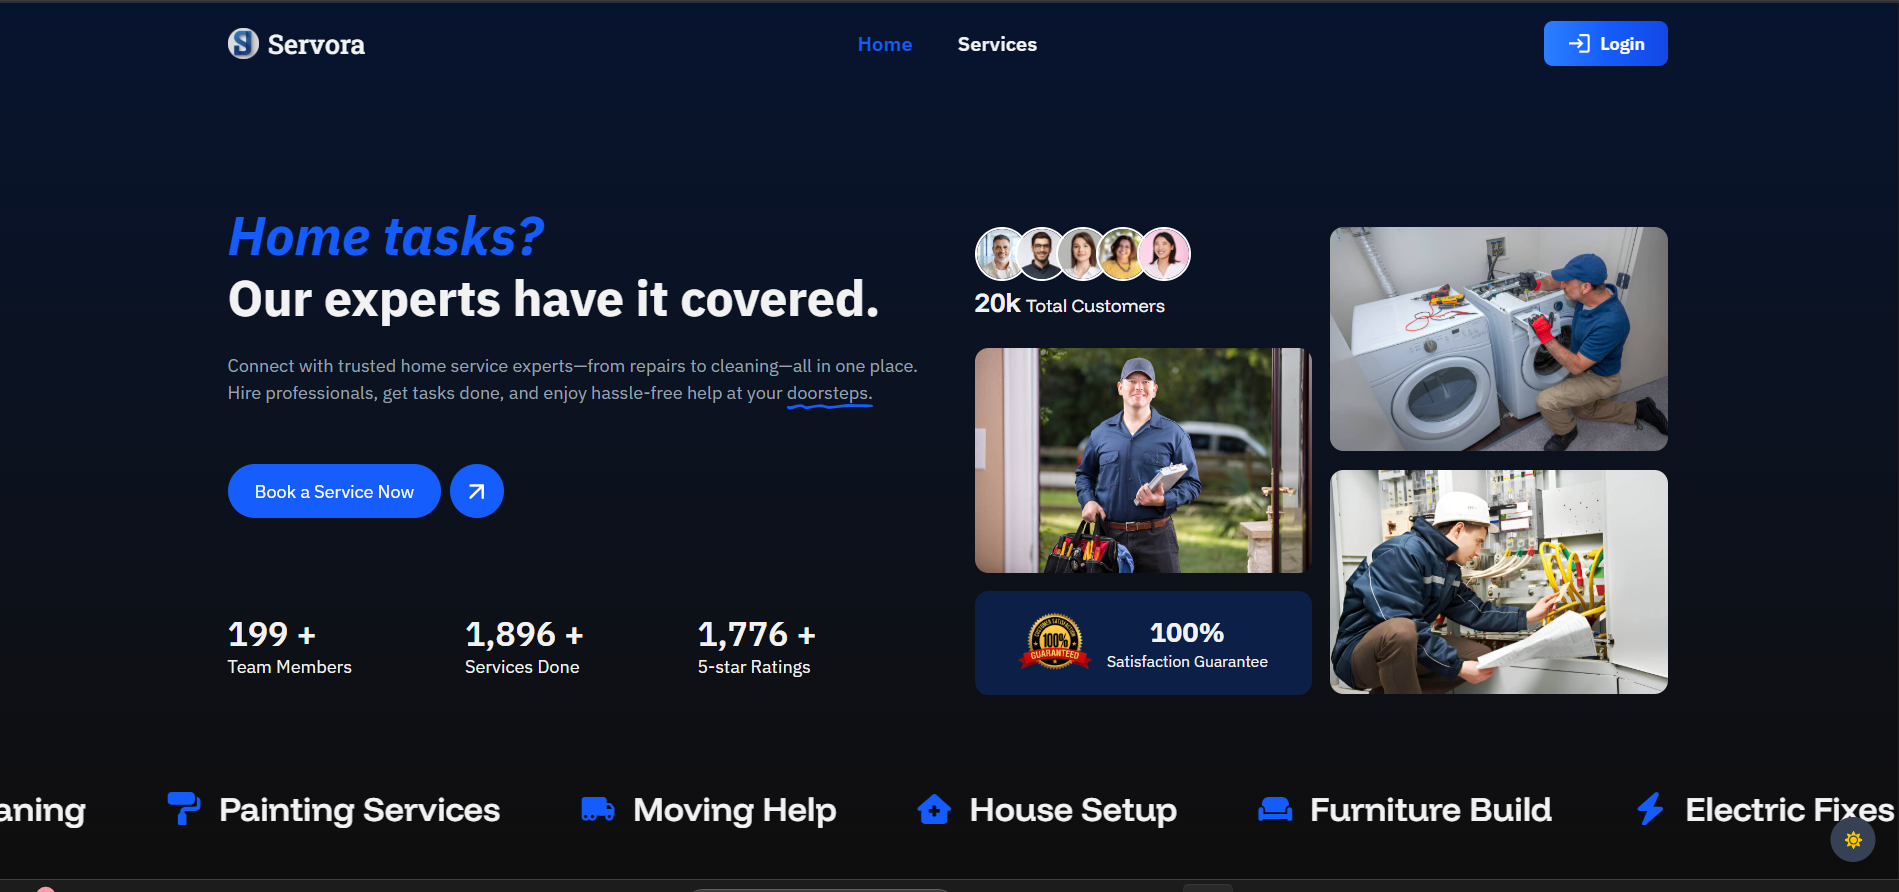 Servora
Home
Services
Login
Home tasks?
Our experts have it covered.
Connect with trusted home service experts—from repairs to cleaning—all in one place.
Hire professionals, get tasks done, and enjoy hassle-free help at your doorsteps.
Book a Service Now
199 +
Team Members
1,896 +
Services Done
1,776 +
5-star Ratings
20k Total Customers
CUSTOMER SATISFACTION
100%
GUARANTEED
100%
Satisfaction Guarantee
aning
Painting Services
Moving Help
House Setup
Furniture Build
Electric Fixes